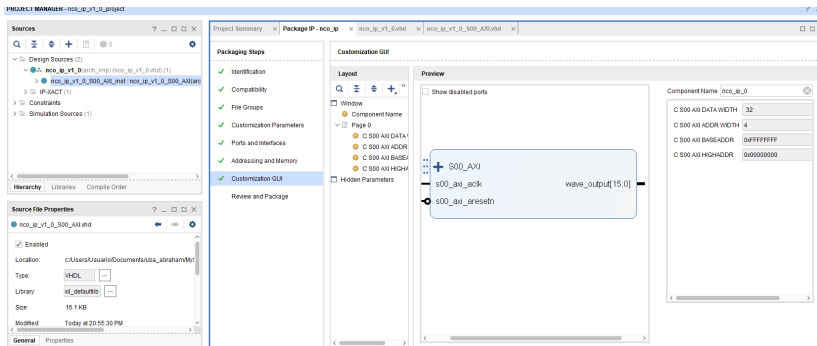 PROJECT MANAGER - nco_ip_v1_0_project
Sources
Design Sources (2)
nco_ip_v1_0(arch_imp) (nco_ip_v1_0.vhd) (1)
nco_ip_v1_0_S00_AXI_inst : nco_ip_v1_0_S00_AXI(arc
IP-XACT (1)
Constraints
Simulation Sources (1)
Hierarchy Libraries Compile Order
Source File Properties
nco_ip_v1_0_S00_AXI.vhd
Enabled
Location: c:/Users/Usuario/Documents/uba_abraham/My
Type: VHDL
Library: xil_defaultlib
Size: 16.1 KB
Modified: Today at 20:55:30 PM
General Properties
Project Summary Package IP - nco_ip nco_ip_v1_0.vhd nco_ip_v1_0_S00_AXI.vhd
Packaging Steps
Identification
Compatibility
File Groups
Customization Parameters
Ports and Interfaces
Addressing and Memory
Customization GUI
Review and Package
Customization GUI
Layout
Window
Component Name
Page 0
C S00 AXI DATA
C S00 AXI ADDR
C S00 AXI BASEA
C S00 AXI HIGHA
Hidden Parameters
Preview
Show disabled ports
S00_AXI
s00_axi_aclk
s00_axi_aresetn
wave_output[15:0]
Component Name nco_ip_0
C S00 AXI DATA WIDTH 32
C S00 AXI ADDR WIDTH 4
C S00 AXI BASEADDR 0xFFFFFFFF
C S00 AXI HIGHADDR 0x00000000